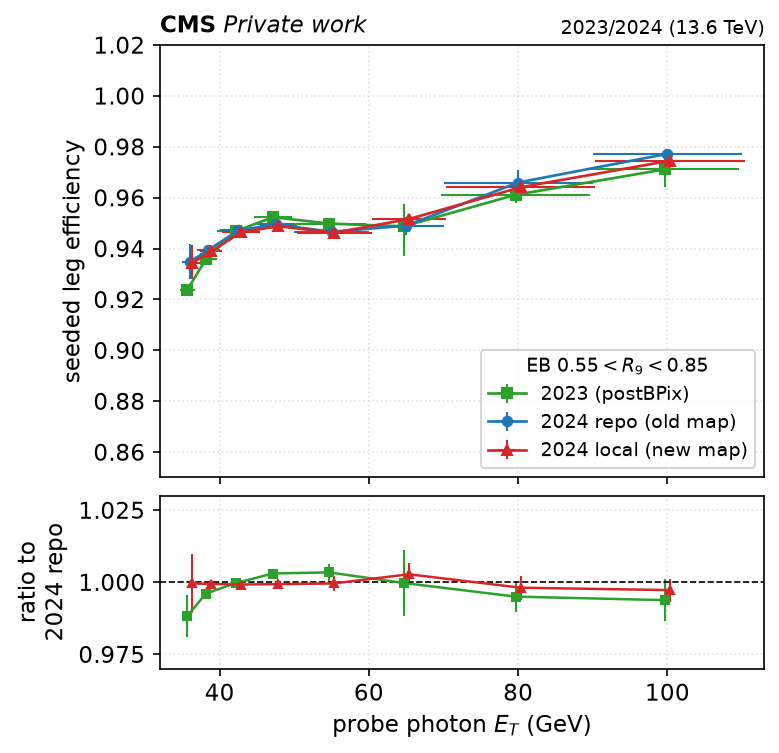 CMS Private work 2023/2024 (13.6 TeV)
1.02
1.00
0.98
0.96
0.94
0.92
0.90
0.88
0.86
seeded leg efficiency
EB 0.55 < R₉ < 0.85
2023 (postBPix)
2024 repo (old map)
2024 local (new map)
1.025
1.000
0.975
ratio to
2024 repo
40 60 80 100
probe photon E_T (GeV)